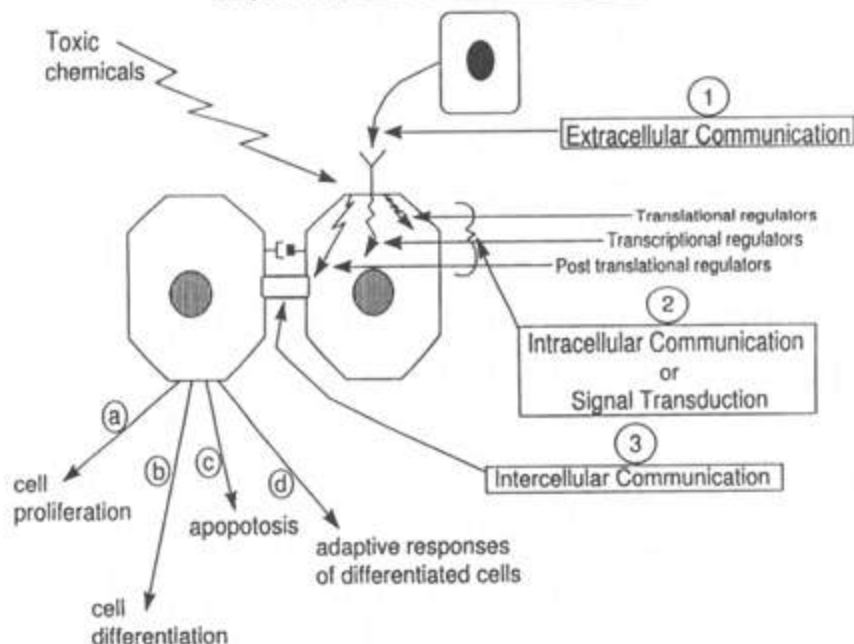 Toxic
chemicals
1
Extracellular Communication
Translational regulators
Transcriptional regulators
Post translational regulators
2
Intracellular Communication
or
Signal Transduction
3
Intercellular Communication
a
b
c
d
cell
proliferation
apopotosis
adaptive responses
of differentiated cells
cell
differentiation